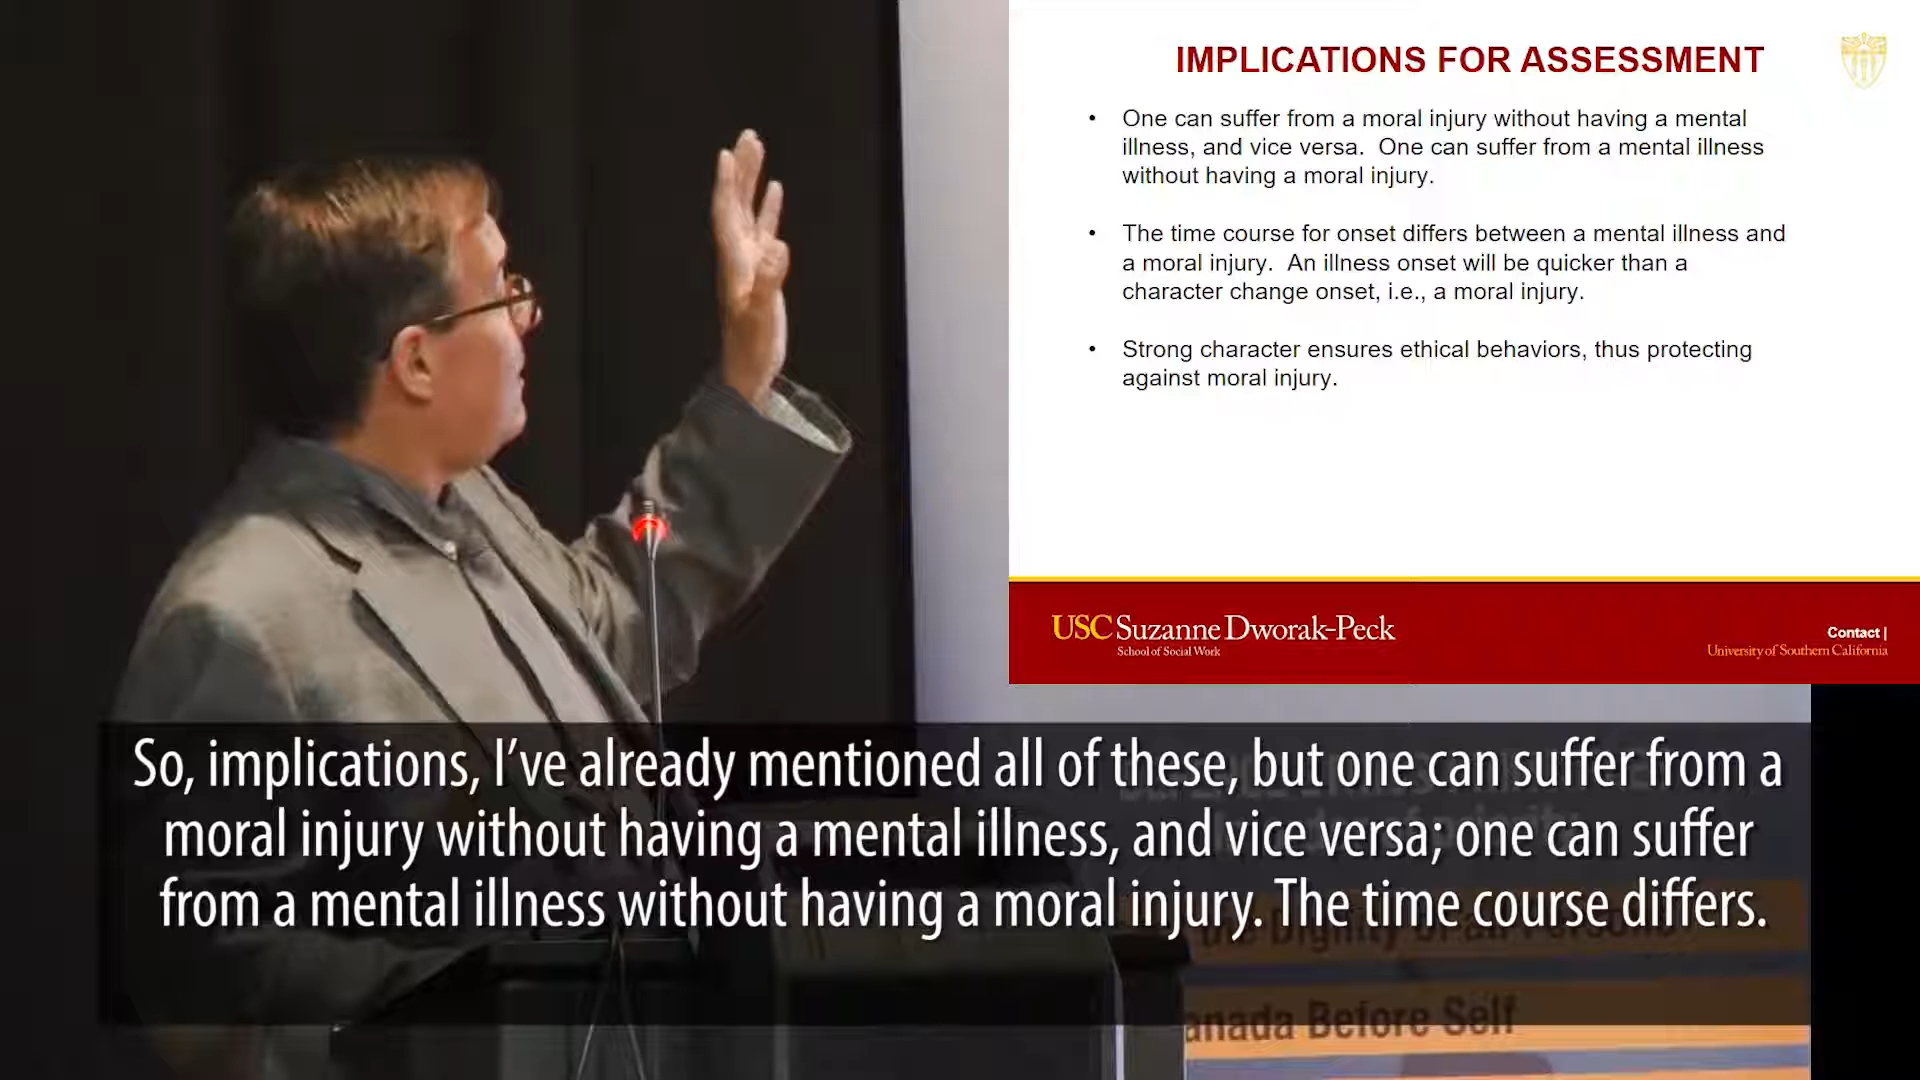 IMPLICATIONS FOR ASSESSMENT
• One can suffer from a moral injury without having a mental
illness, and vice versa. One can suffer from a mental illness
without having a moral injury.
• The time course for onset differs between a mental illness and
a moral injury. An illness onset will be quicker than a
character change onset, i.e., a moral injury.
• Strong character ensures ethical behaviors, thus protecting
against moral injury.
USC Suzanne Dworak-Peck
School of Social Work
Contact |
University of Southern California
So, implications, I've already mentioned all of these, but one can suffer from a
moral injury without having a mental illness, and vice versa; one can suffer
from a mental illness without having a moral injury. The time course differs.
the Dignity of all Persons
anada Before Self